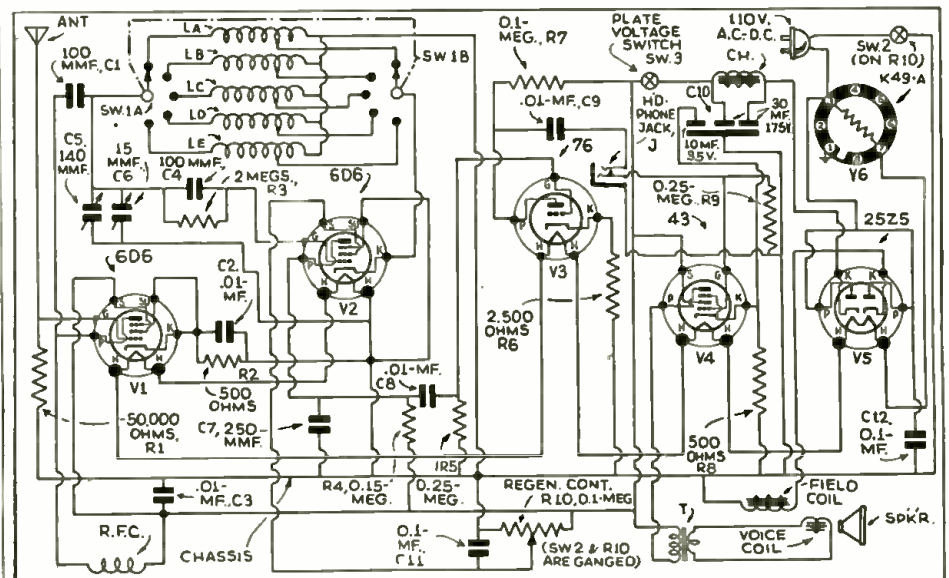 ANT
100
MMF., C1
SW.1A
LA
LB
LC
LD
LE
SW.1B
C5,
140
MMF.
15
MMF.
C6
100
MMF.,
C4
2 MEGS.,
R3
6D6
V2
6D6
V1
C2,
.01-
MF.
R2
500
OHMS
50,000
OHMS,
R1
.01-
MF., C3
R.F.C.
CHASSIS
C7, 250
MMF.
.01-MF.
C8
R4, 0.15-
MEG.
R5
0.25-
MEG.
0.1-
MF.,
C11
REGEN. CONT.
R10, 0.1-MEG
(SW2 & R10
ARE GANGED)
0.1-
MEG., R7
.01-MF., C9
76
V3
2,500
OHMS
R6
PLATE
VOLTAGE
SWITCH
SW.3
HD-
PHONE
JACK,
J
110 V.
A.C.-D.C.
CH.
C10
10 MF.
35 V.
30
MF.
175V.
SW.2
(ON R10)
K49-A
V6
0.25-
MEG., R9
43
V4
25Z5
V5
500
OHMS
R8
C12,
0.1-
MF.
FIELD
COIL
T
VOICE
COIL
SP'K'R.